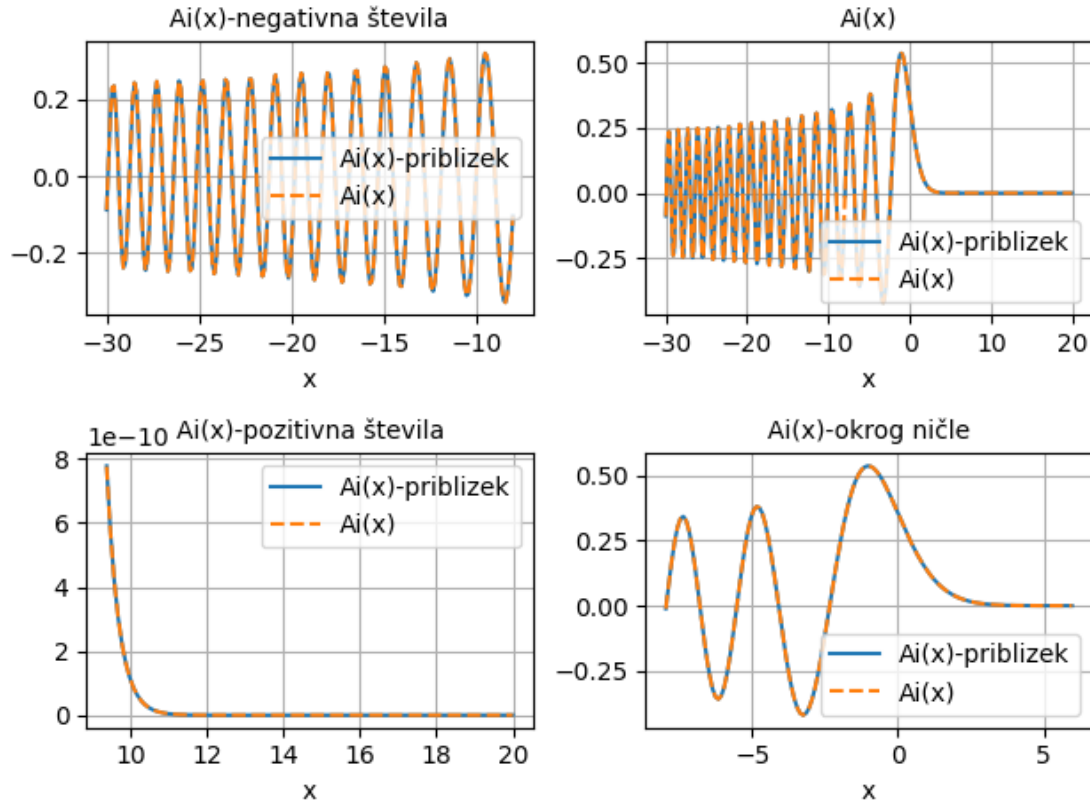 Ai(x)-negativna števila
0.2
0.0
−0.2
Ai(x)-priblizek
Ai(x)
−30 −25 −20 −15 −10
x
Ai(x)
0.50
0.25
0.00
−0.25
Ai(x)-priblizek
Ai(x)
−30 −20 −10 0 10 20
x
1e−10
Ai(x)-pozitivna števila
8
6
4
2
0
Ai(x)-priblizek
Ai(x)
10 12 14 16 18 20
x
Ai(x)-okrog ničle
0.50
0.25
0.00
−0.25
Ai(x)-priblizek
Ai(x)
−5 0 5
x